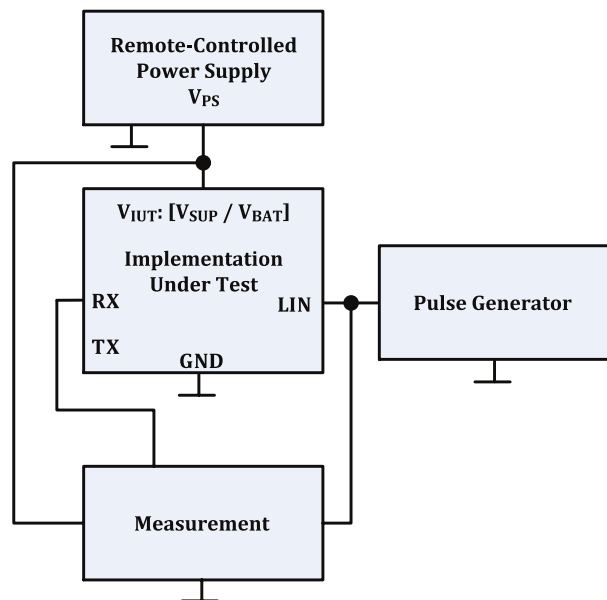 Remote-Controlled
Power Supply
VPS
VIUT: [VSUP / VBAT]
Implementation
Under Test
RX
LIN
TX
GND
Pulse Generator
Measurement